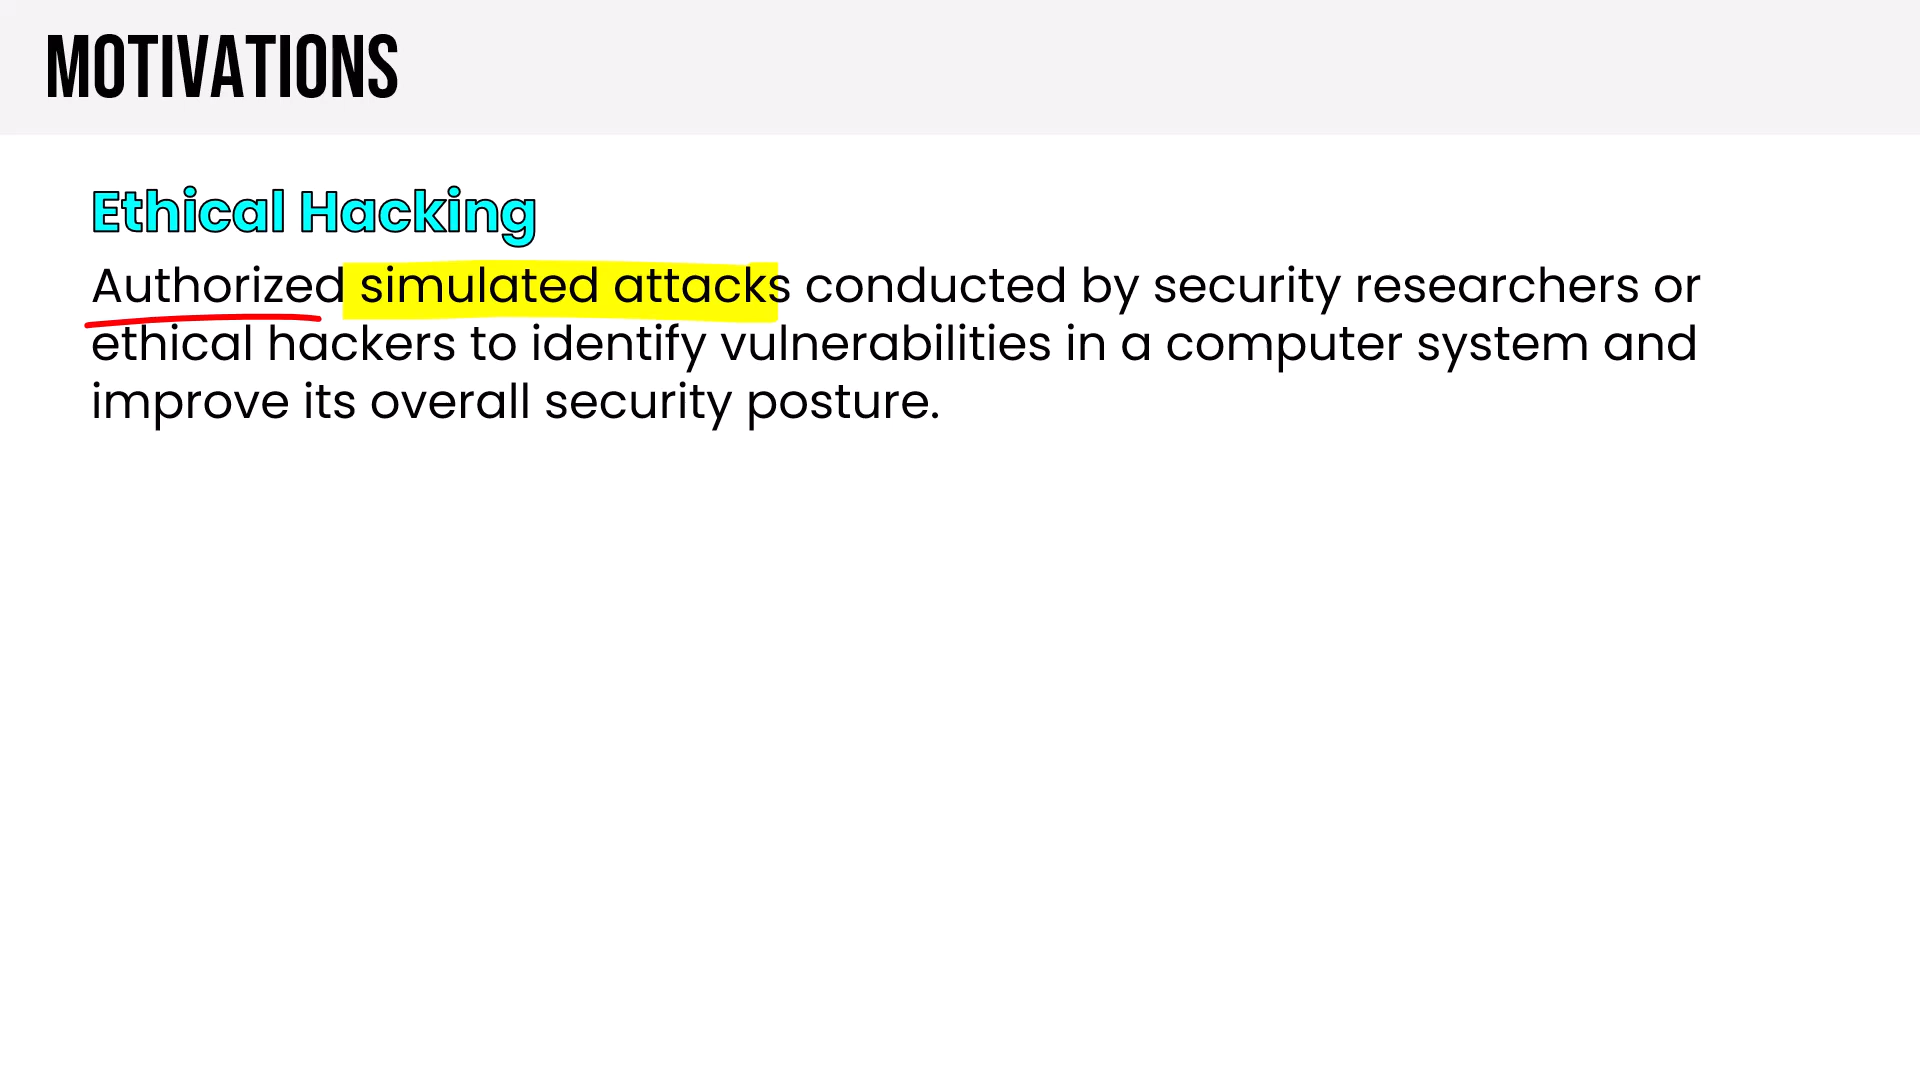 MOTIVATIONS
Ethical Hacking
Authorized simulated attacks conducted by security researchers or
ethical hackers to identify vulnerabilities in a computer system and
improve its overall security posture.